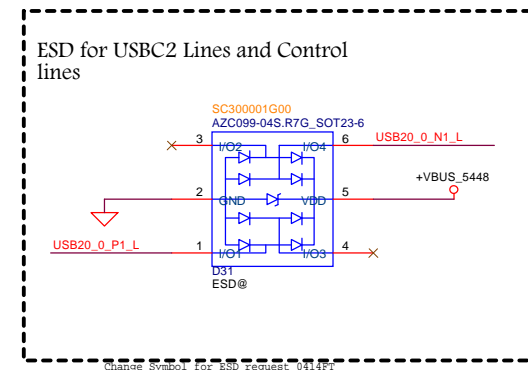 ESD for USBC2 Lines and Control
lines
SC300001G00
AZC099-04S.R7G_SOT23-6
3 I/O2 I/O4 6 USB20_0_N1_L
+VBUS_5448
2 GND VDD 5
USB20_0_P1_L 1 I/O1 I/O3 4
D31
ESD@
Change Symbol for ESD request 0414FT